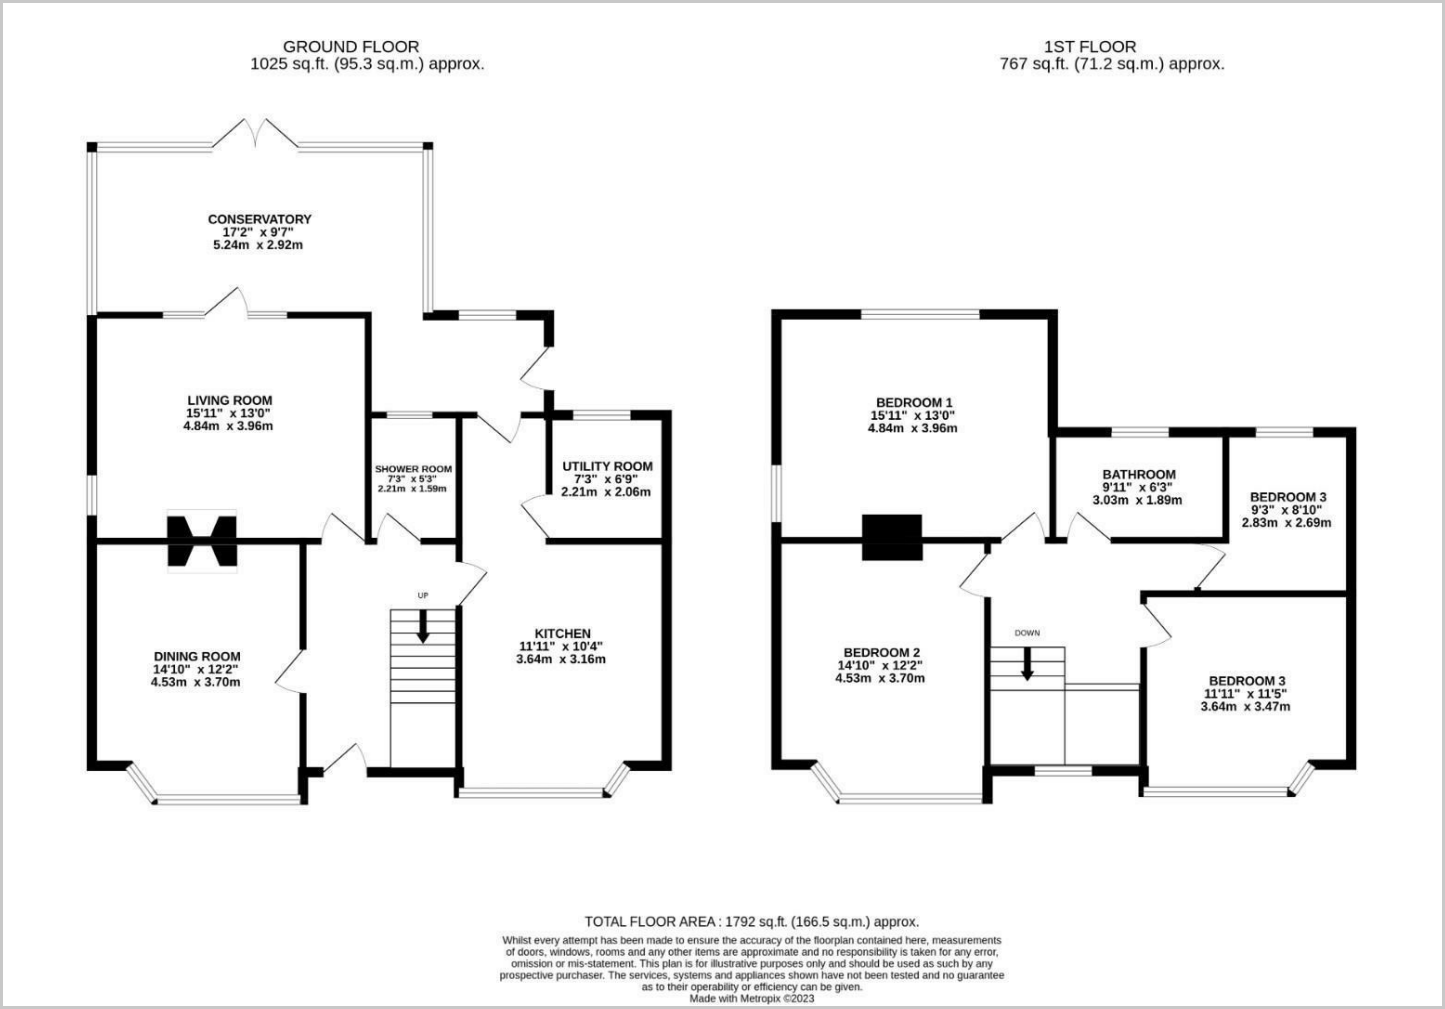 GROUND FLOOR
1025 sq.ft. (95.3 sq.m.) approx.
1ST FLOOR
767 sq.ft. (71.2 sq.m.) approx.
CONSERVATORY
17'2" x 9'7"
5.24m x 2.92m
LIVING ROOM
15'11" x 13'0"
4.84m x 3.96m
SHOWER ROOM
7'3" x 5'3"
2.21m x 1.59m
UTILITY ROOM
7'3" x 6'9"
2.21m x 2.06m
UP
KITCHEN
11'11" x 10'4"
3.64m x 3.16m
DINING ROOM
14'10" x 12'2"
4.53m x 3.70m
BEDROOM 1
15'11" x 13'0"
4.84m x 3.96m
BATHROOM
9'11" x 6'3"
3.03m x 1.89m
BEDROOM 3
9'3" x 8'10"
2.83m x 2.69m
DOWN
BEDROOM 2
14'10" x 12'2"
4.53m x 3.70m
BEDROOM 3
11'11" x 11'5"
3.64m x 3.47m
TOTAL FLOOR AREA : 1792 sq.ft. (166.5 sq.m.) approx.
Whilst every attempt has been made to ensure the accuracy of the floorplan contained here, measurements
of doors, windows, rooms and any other items are approximate and no responsibility is taken for any error,
omission or mis-statement. This plan is for illustrative purposes only and should be used as such by any
prospective purchaser. The services, systems and appliances shown have not been tested and no guarantee
as to their operability or efficiency can be given.
Made with Metropix ©2023